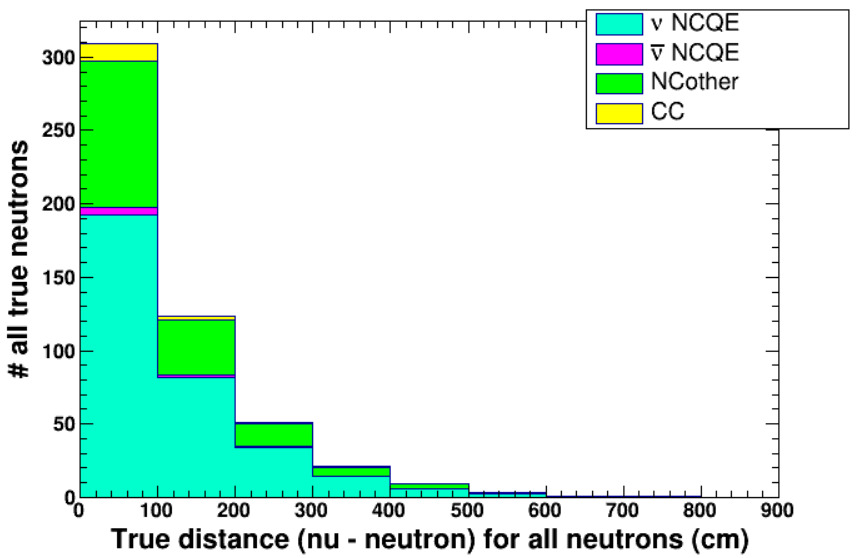 ν NCQE
ν̅ NCQE
NCother
CC
# all true neutrons
300
250
200
150
100
50
0
0 100 200 300 400 500 600 700 800 900
True distance (nu - neutron) for all neutrons (cm)